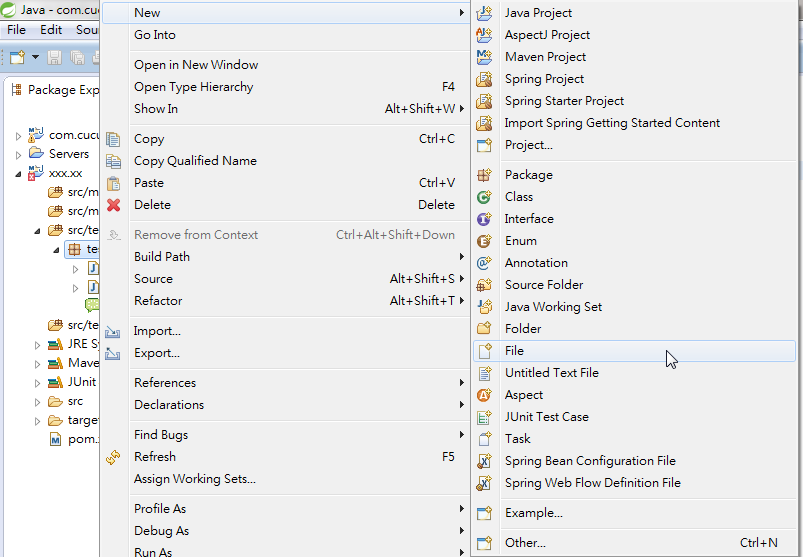 Java - com.cuc
File Edit Sou
Package Exp
com.cucu
Servers
xxx.xx
src/m
src/m
src/te
te
src/te
JRE Sy
Mave
JUnit
src
target
pom.
New
Go Into
Open in New Window
Open Type Hierarchy F4
Show In Alt+Shift+W
Copy Ctrl+C
Copy Qualified Name
Paste Ctrl+V
Delete Delete
Remove from Context Ctrl+Alt+Shift+Down
Build Path
Source Alt+Shift+S
Refactor Alt+Shift+T
Import...
Export...
References
Declarations
Find Bugs
Refresh F5
Assign Working Sets...
Profile As
Debug As
Run As
Java Project
AspectJ Project
Maven Project
Spring Project
Spring Starter Project
Import Spring Getting Started Content
Project...
Package
Class
Interface
Enum
Annotation
Source Folder
Java Working Set
Folder
File
Untitled Text File
Aspect
JUnit Test Case
Task
Spring Bean Configuration File
Spring Web Flow Definition File
Example...
Other... Ctrl+N